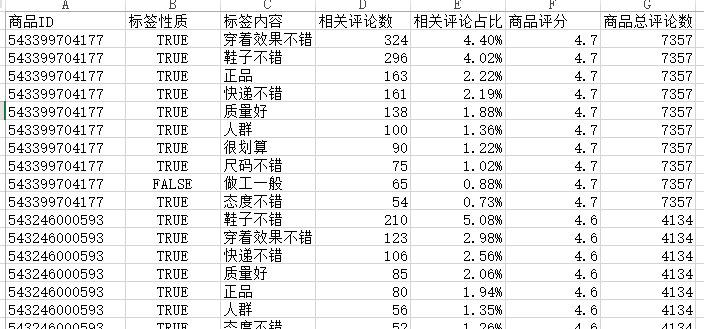 A B C D E F G
商品ID 标签性质 标签内容 相关评论数 相关评论占比 商品评分 商品总评论数
543399704177 TRUE 穿着效果不错 324 4.40% 4.7 7357
543399704177 TRUE 鞋子不错 296 4.02% 4.7 7357
543399704177 TRUE 正品 163 2.22% 4.7 7357
543399704177 TRUE 快递不错 161 2.19% 4.7 7357
543399704177 TRUE 质量好 138 1.88% 4.7 7357
543399704177 TRUE 人群 100 1.36% 4.7 7357
543399704177 TRUE 很划算 90 1.22% 4.7 7357
543399704177 TRUE 尺码不错 75 1.02% 4.7 7357
543399704177 FALSE 做工一般 65 0.88% 4.7 7357
543399704177 TRUE 态度不错 54 0.73% 4.7 7357
543246000593 TRUE 鞋子不错 210 5.08% 4.6 4134
543246000593 TRUE 穿着效果不错 123 2.98% 4.6 4134
543246000593 TRUE 快递不错 106 2.56% 4.6 4134
543246000593 TRUE 质量好 85 2.06% 4.6 4134
543246000593 TRUE 正品 80 1.94% 4.6 4134
543246000593 TRUE 人群 56 1.35% 4.6 4134
543246000593 TRUE 态度不错 52 1.26% 4.6 4134